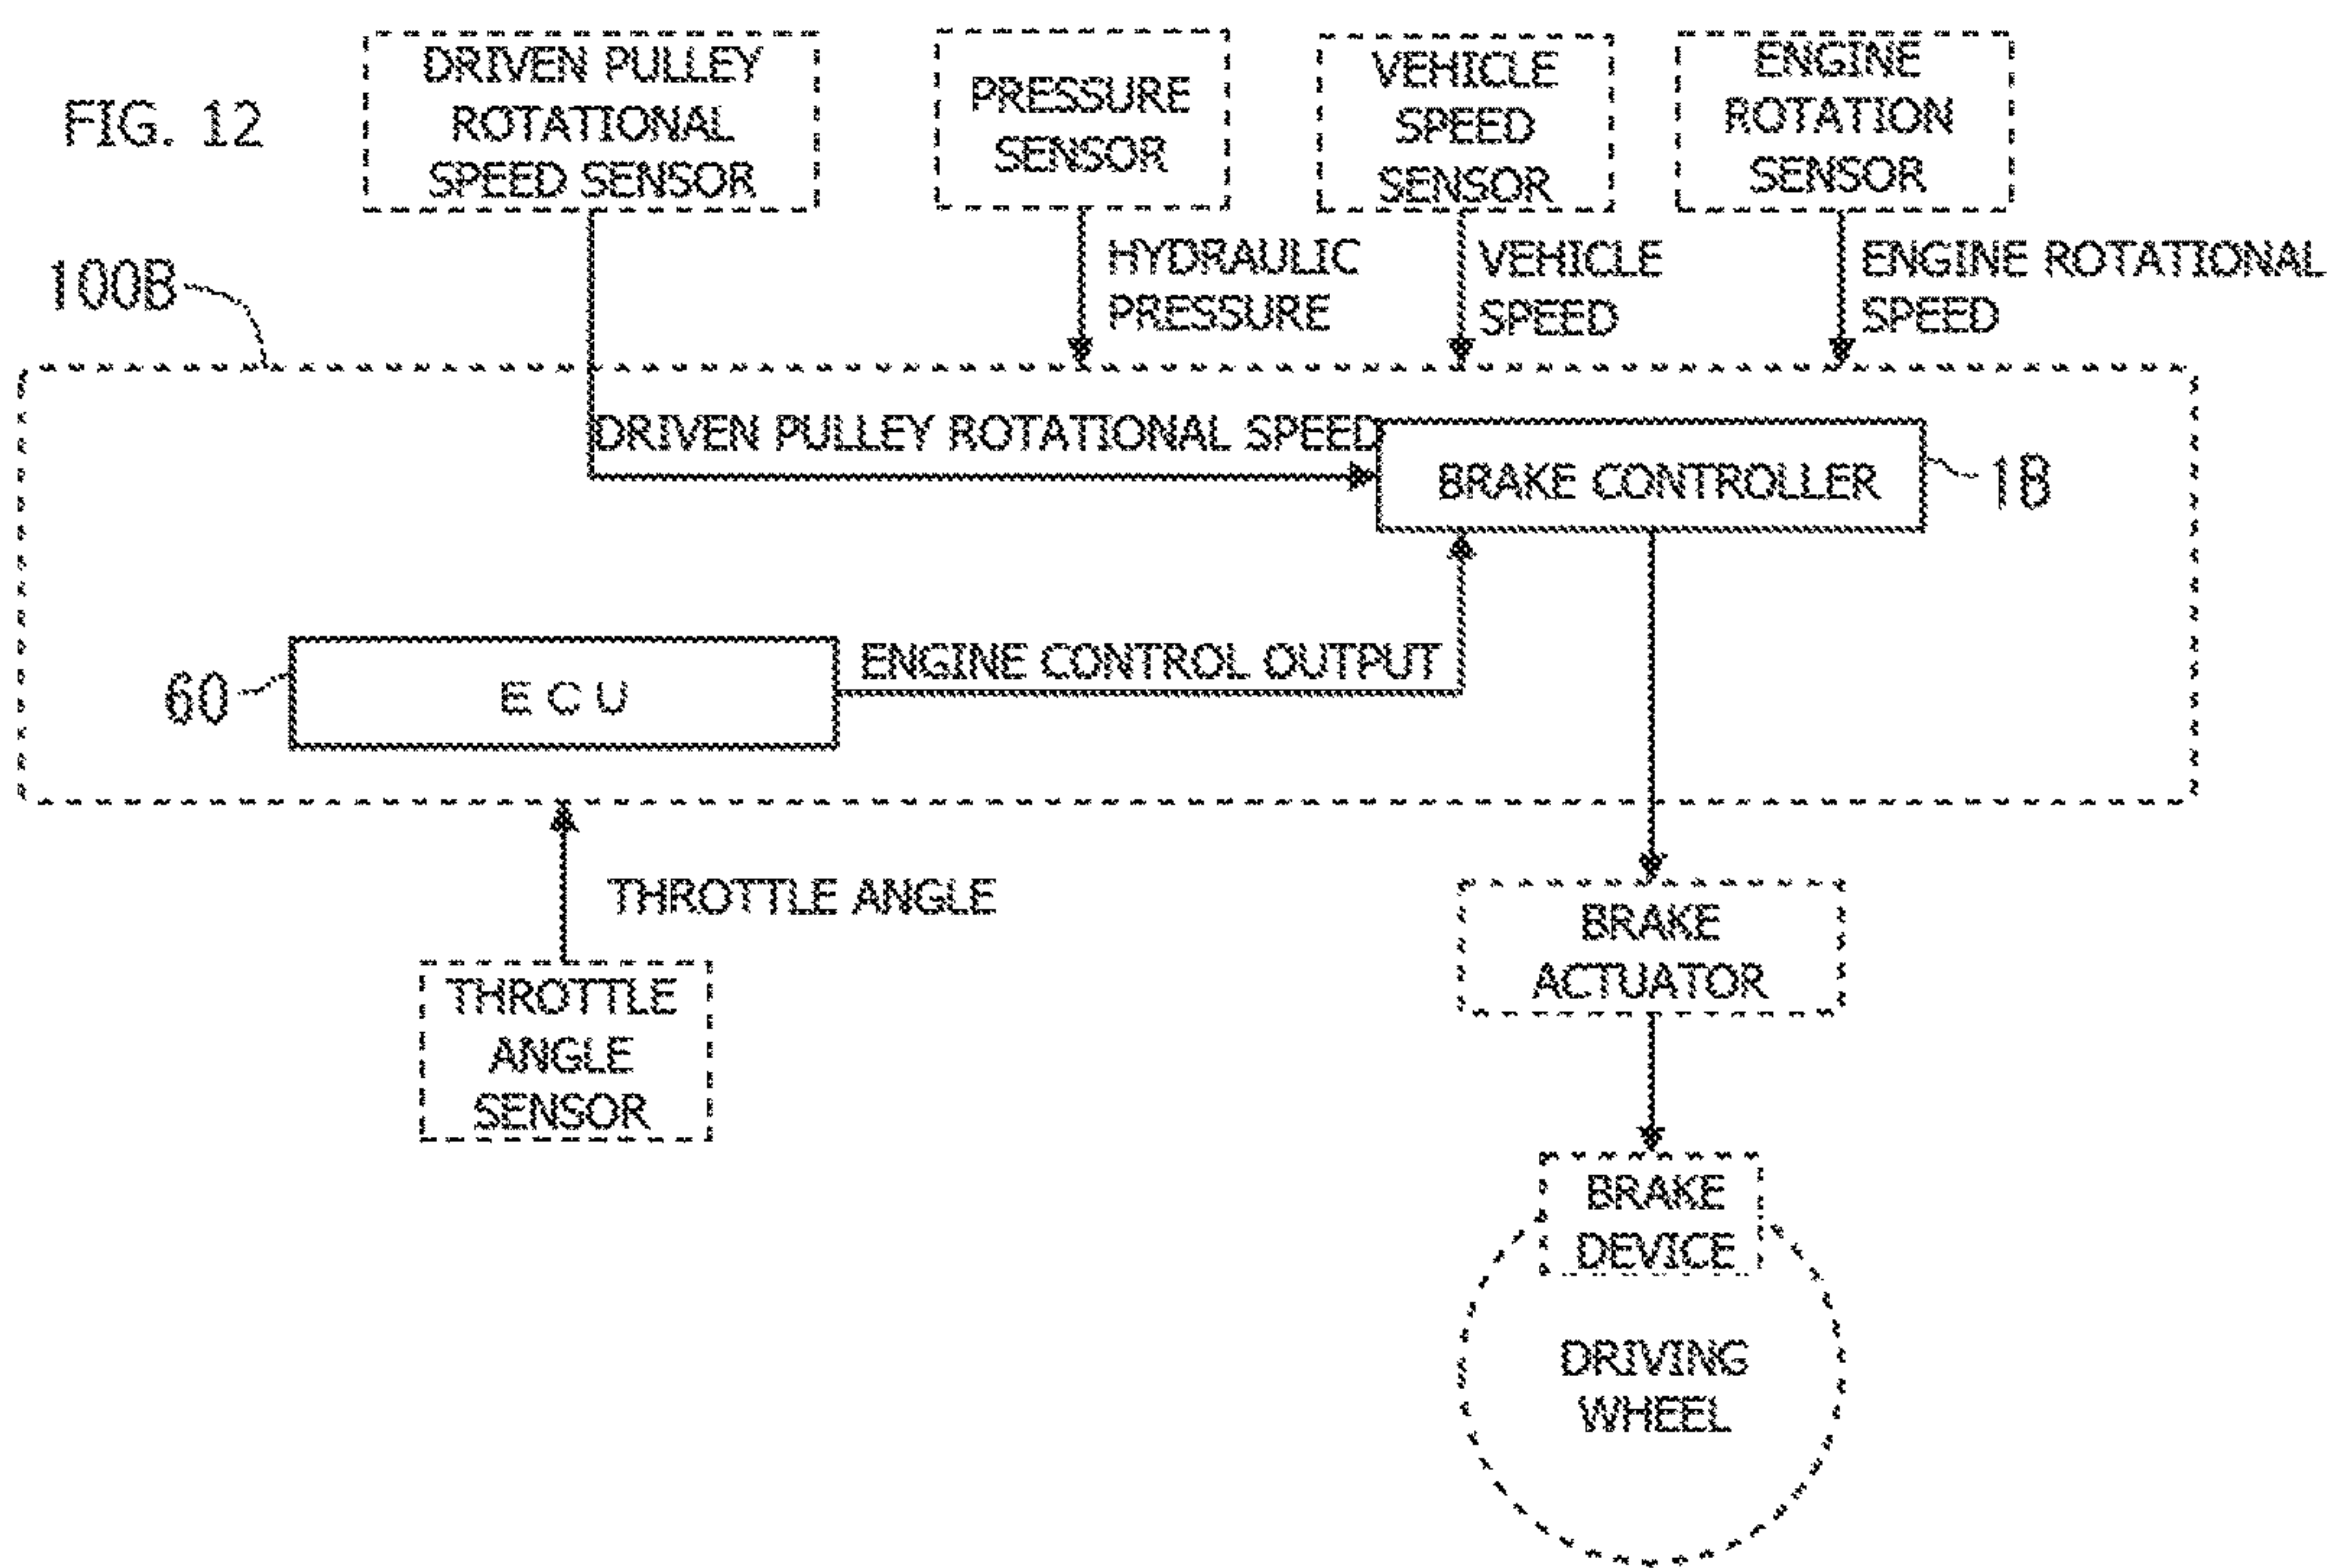 FIG. 12
DRIVEN PULLEY
ROTATIONAL
SPEED SENSOR
PRESSURE
SENSOR
VEHICLE
SPEED
SENSOR
ENGINE
ROTATION
SENSOR
100B
HYDRAULIC
PRESSURE
VEHICLE
SPEED
ENGINE ROTATIONAL
SPEED
DRIVEN PULLEY ROTATIONAL SPEED
BRAKE CONTROLLER
1B
60
E C U
ENGINE CONTROL OUTPUT
THROTTLE ANGLE
THROTTLE
ANGLE
SENSOR
BRAKE
ACTUATOR
BRAKE
DEVICE
DRIVING
WHEEL